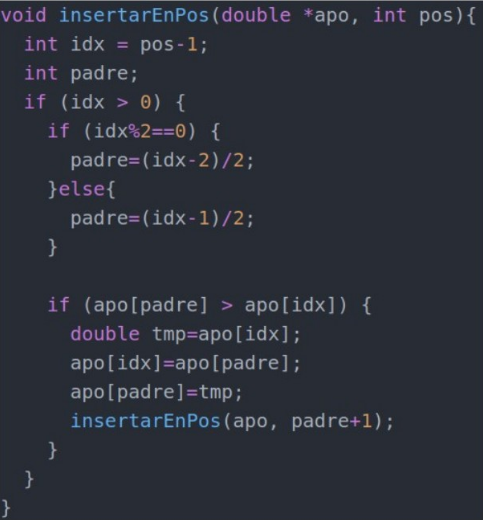 void insertarEnPos(double *apo, int pos){
  int idx = pos-1;
  int padre;
  if (idx > 0) {
    if (idx%2==0) {
      padre=(idx-2)/2;
    }else{
      padre=(idx-1)/2;
    }

    if (apo[padre] > apo[idx]) {
      double tmp=apo[idx];
      apo[idx]=apo[padre];
      apo[padre]=tmp;
      insertarEnPos(apo, padre+1);
    }
  }
}